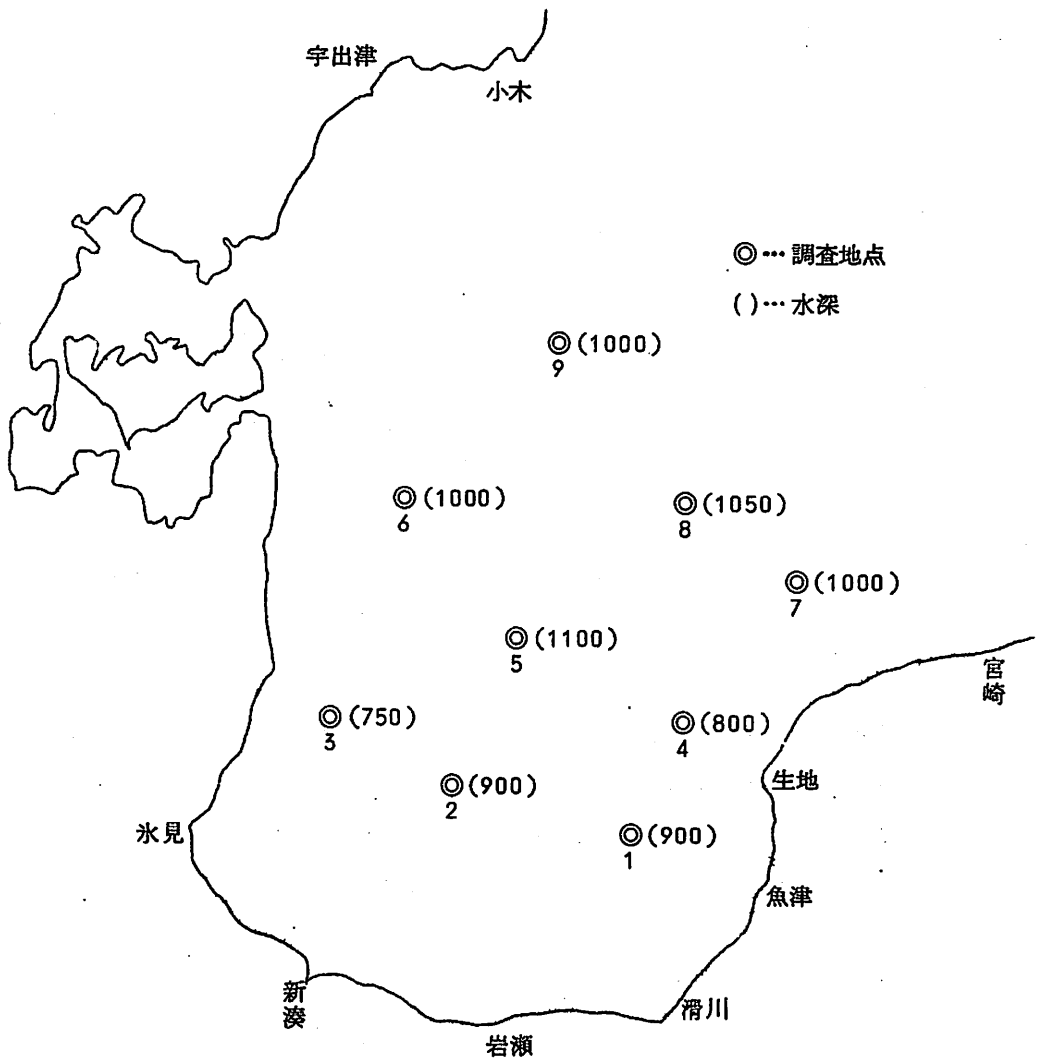 宇出津
小木
◎…調査地点
()…水深
◎(1000)
9
◎(1000)
6
◎(1050)
8
◎(1000)
7
◎(1100)
5
宮崎
◎(750)
3
◎(800)
4
◎(900)
2
生地
氷見
◎(900)
1
魚津
新湊
滑川
岩瀬